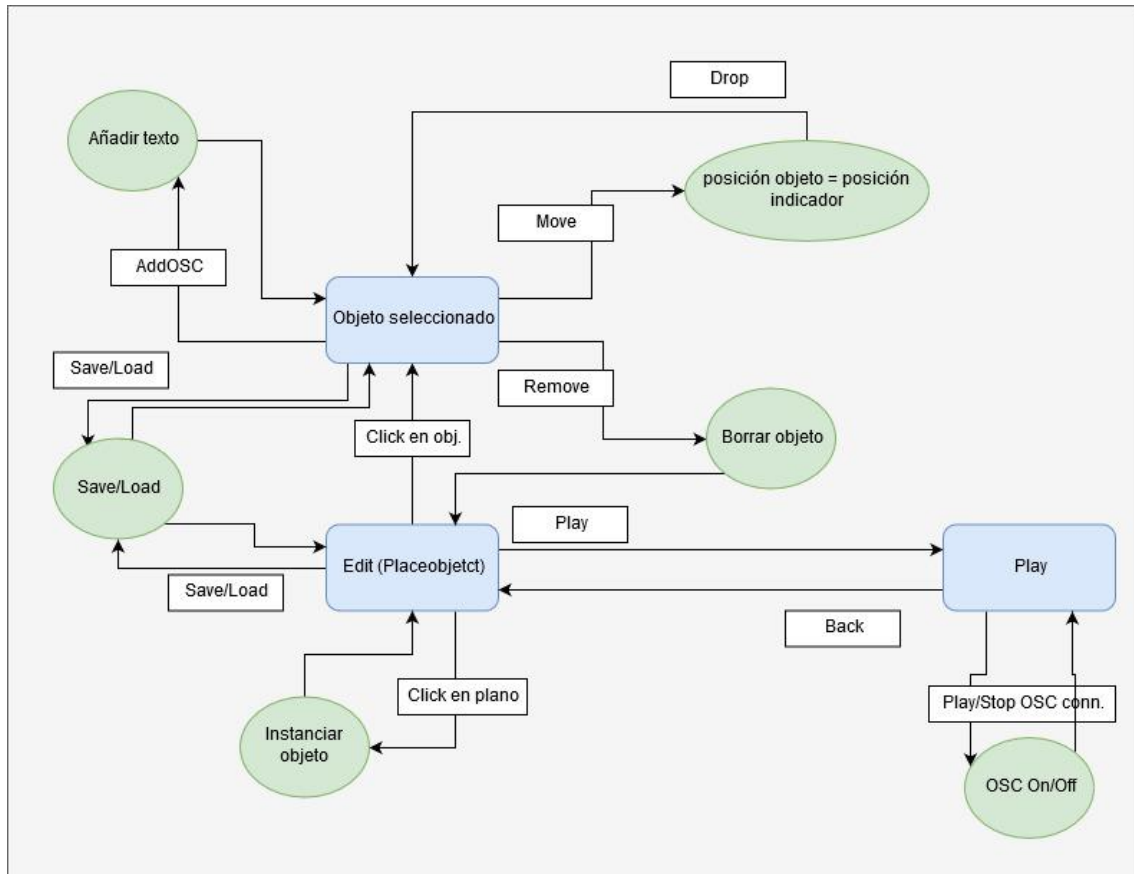 Drop
Añadir texto
posición objeto = posición
indicador
Move
AddOSC
Objeto seleccionado
Save/Load
Remove
Click en obj.
Borrar objeto
Save/Load
Play
Edit (Placeobjetct)
Play
Save/Load
Back
Click en plano
Play/Stop OSC conn.
Instanciar
objeto
OSC On/Off